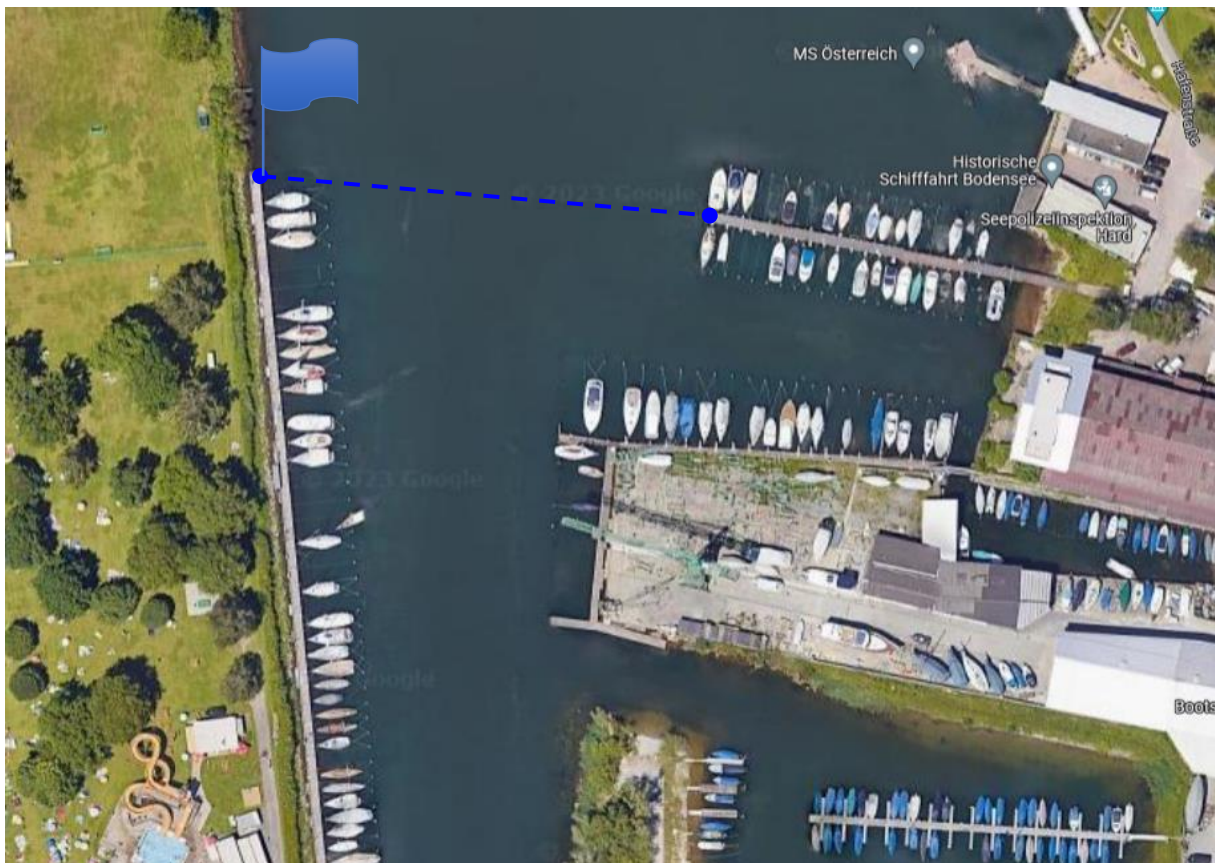 MS Österreich
Hafenstraße
Historische
Schifffahrt Bodensee
© 2023 Google
Seepolizeiinspektion
Hard
© 2023 Google
Google
Boots